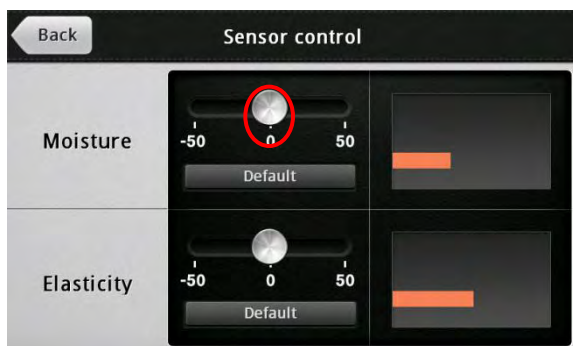 Back
Sensor control
Moisture
-50 0 50
Default
Elasticity
-50 0 50
Default